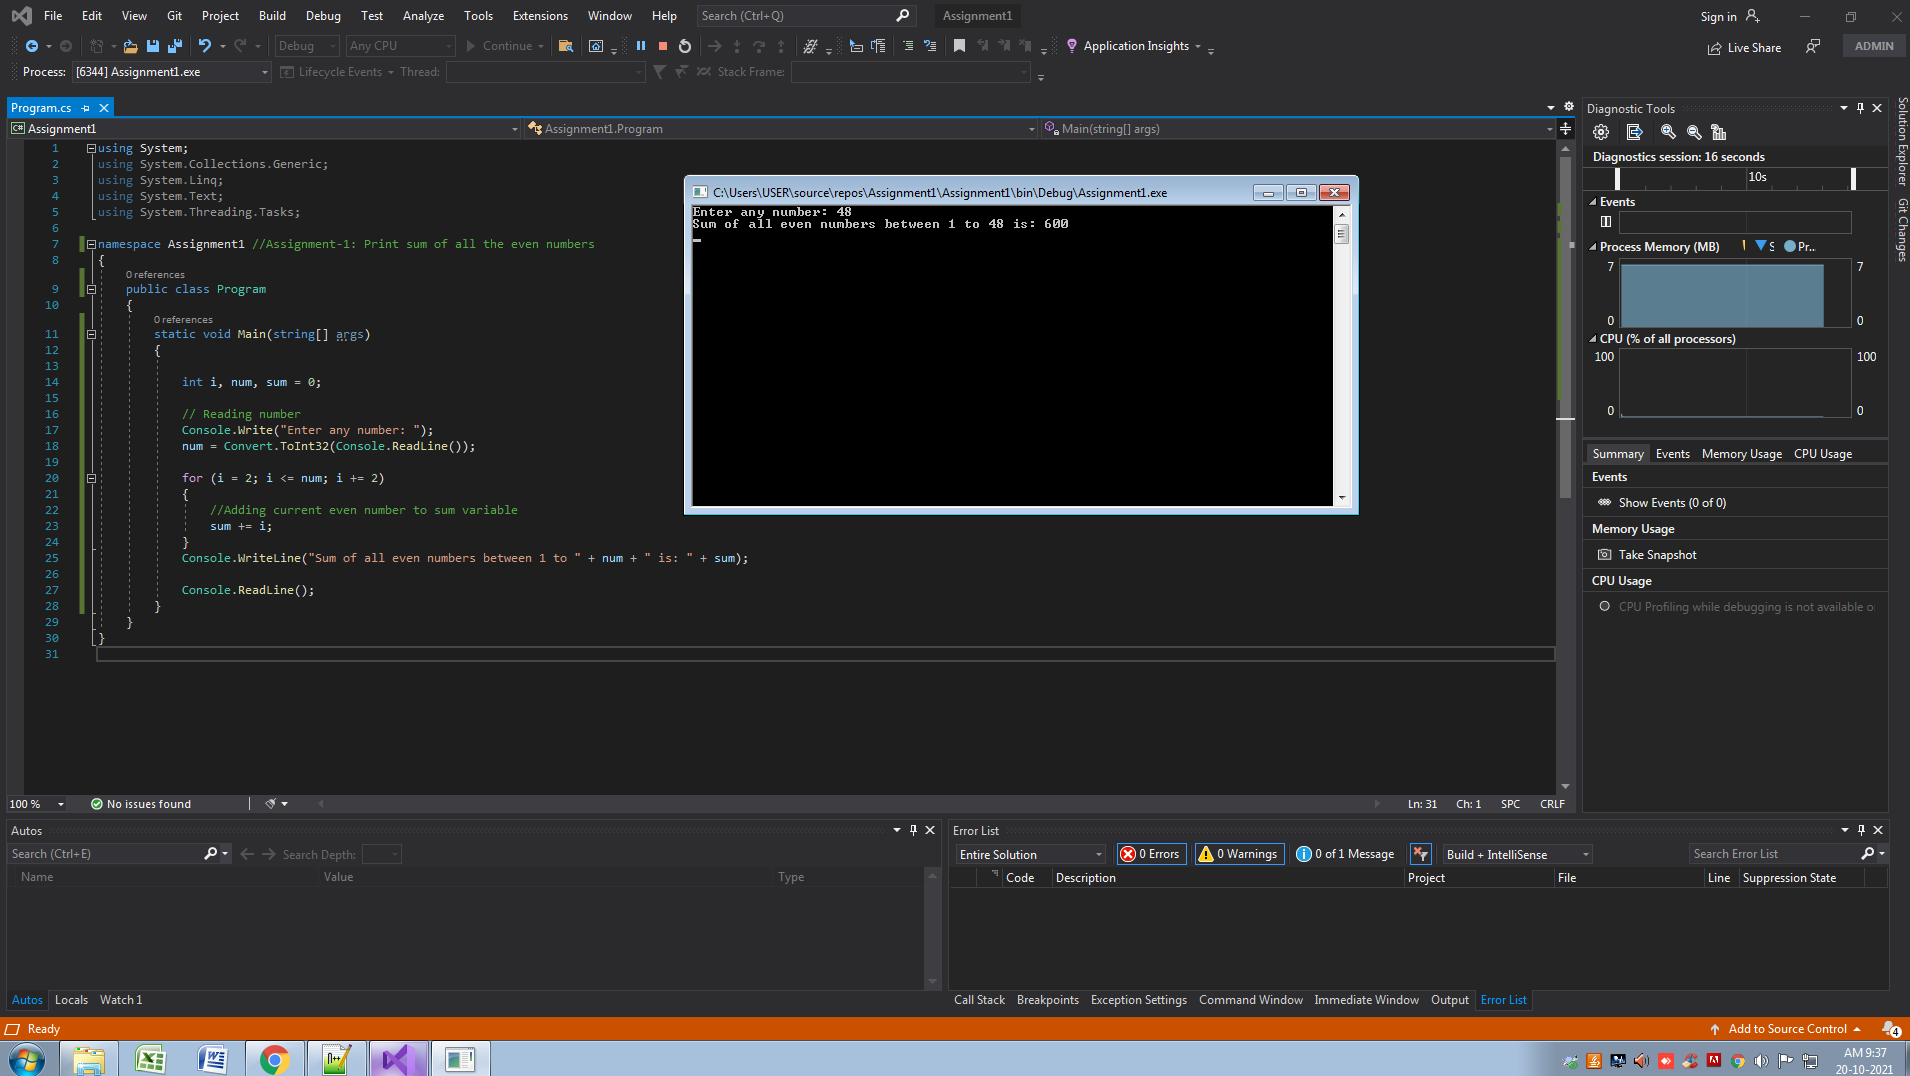 File Edit View Git Project Build Debug Test Analyze Tools Extensions Window Help Search (Ctrl+Q) Assignment1 Sign in
Debug Any CPU Continue Application Insights Live Share ADMIN
Process: [6344] Assignment1.exe Lifecycle Events Thread: Stack Frame:
Program.cs
Assignment1 Assignment1.Program Main(string[] args)
1 using System;
2 using System.Collections.Generic;
3 using System.Linq;
4 using System.Text;
5 using System.Threading.Tasks;
6
7 namespace Assignment1 //Assignment-1: Print sum of all the even numbers
8 {
0 references
9 public class Program
10 {
0 references
11 static void Main(string[] args)
12 {
13
14 int i, num, sum = 0;
15
16 // Reading number
17 Console.Write("Enter any number: ");
18 num = Convert.ToInt32(Console.ReadLine());
19
20 for (i = 2; i <= num; i += 2)
21 {
22 //Adding current even number to sum variable
23 sum += i;
24 }
25 Console.WriteLine("Sum of all even numbers between 1 to " + num + " is: " + sum);
26
27 Console.ReadLine();
28 }
29 }
30 }
31
C:\Users\USER\source\repos\Assignment1\Assignment1\bin\Debug\Assignment1.exe
Enter any number: 48
Sum of all even numbers between 1 to 48 is: 600
Diagnostic Tools
Diagnostics session: 16 seconds
10s
Events
Process Memory (MB) S Pr...
7 7
0 0
CPU (% of all processors)
100 100
0 0
Summary Events Memory Usage CPU Usage
Events
Show Events (0 of 0)
Memory Usage
Take Snapshot
CPU Usage
CPU Profiling while debugging is not available o
Solution Explorer
Git Changes
100 % No issues found Ln: 31 Ch: 1 SPC CRLF
Autos
Search (Ctrl+E) Search Depth:
Name Value Type
Autos Locals Watch 1
Error List
Entire Solution 0 Errors 0 Warnings 0 of 1 Message Build + IntelliSense Search Error List
Code Description Project File Line Suppression State
Call Stack Breakpoints Exception Settings Command Window Immediate Window Output Error List
Ready Add to Source Control 4
AM 9:37
20-10-2021